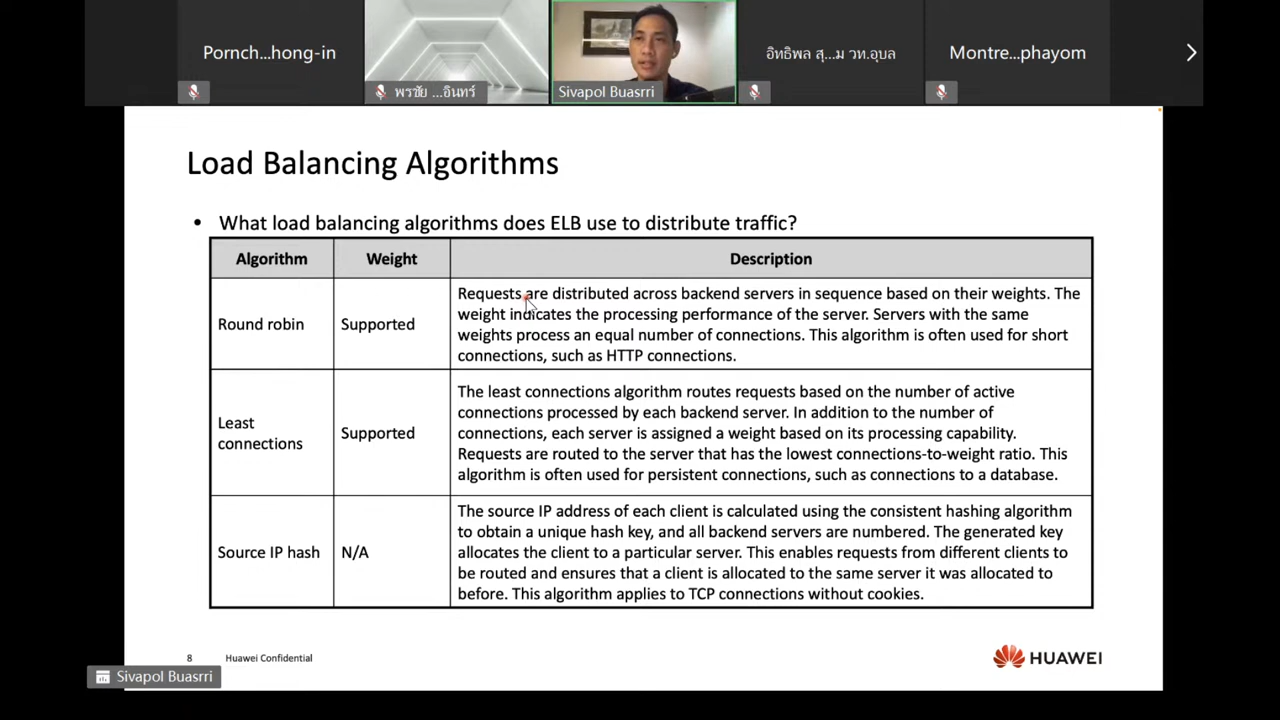 Pornch...hong-in
พรชัย ...อินทร์
Sivapol Buasrri
อิทธิพล สุ...ม วท.อุบล
Montre...phayom
Load Balancing Algorithms
• What load balancing algorithms does ELB use to distribute traffic?
Algorithm Weight Description
Round robin
Supported
Requests are distributed across backend servers in sequence based on their weights. The
weight indicates the processing performance of the server. Servers with the same
weights process an equal number of connections. This algorithm is often used for short
connections, such as HTTP connections.
Least
connections
Supported
The least connections algorithm routes requests based on the number of active
connections processed by each backend server. In addition to the number of
connections, each server is assigned a weight based on its processing capability.
Requests are routed to the server that has the lowest connections-to-weight ratio. This
algorithm is often used for persistent connections, such as connections to a database.
Source IP hash
N/A
The source IP address of each client is calculated using the consistent hashing algorithm
to obtain a unique hash key, and all backend servers are numbered. The generated key
allocates the client to a particular server. This enables requests from different clients to
be routed and ensures that a client is allocated to the same server it was allocated to
before. This algorithm applies to TCP connections without cookies.
8 Huawei Confidential
HUAWEI
Sivapol Buasrri